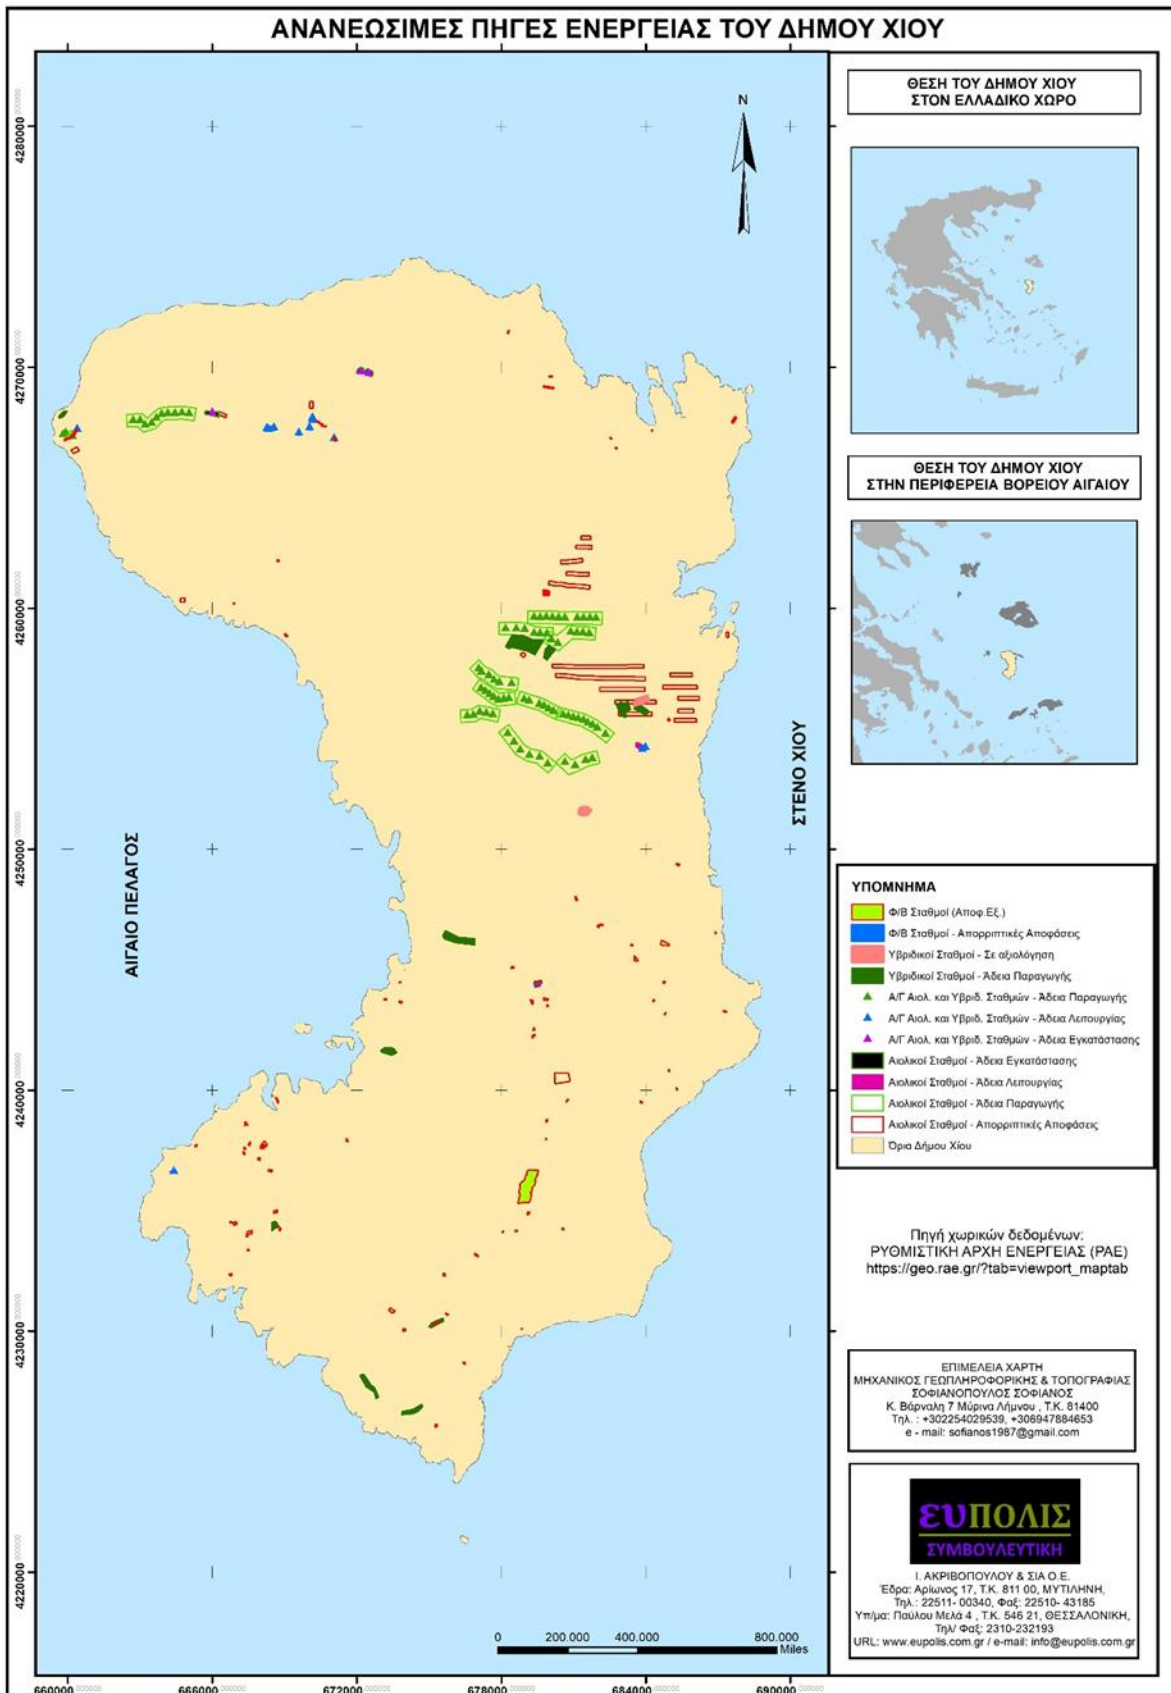 ΑΝΑΝΕΩΣΙΜΕΣ ΠΗΓΕΣ ΕΝΕΡΓΕΙΑΣ ΤΟΥ ΔΗΜΟΥ ΧΙΟΥ
N
4280000
4270000
4260000
4250000
4240000
4230000
4220000
ΑΙΓΑΙΟ ΠΕΛΑΓΟΣ
ΣΤΕΝΟ ΧΙΟΥ
0 200.000 400.000 800.000
Miles
660000 666000 672000 678000 684000 690000
ΘΕΣΗ ΤΟΥ ΔΗΜΟΥ ΧΙΟΥ
ΣΤΟΝ ΕΛΛΑΔΙΚΟ ΧΩΡΟ
ΘΕΣΗ ΤΟΥ ΔΗΜΟΥ ΧΙΟΥ
ΣΤΗΝ ΠΕΡΙΦΕΡΕΙΑ ΒΟΡΕΙΟΥ ΑΙΓΑΙΟΥ
ΥΠΟΜΝΗΜΑ
Φ/Β Σταθμοί (Αποφ.Εξ.)
Φ/Β Σταθμοί - Απορριπτικές Αποφάσεις
Υβριδικοί Σταθμοί - Σε αξιολόγηση
Υβριδικοί Σταθμοί - Άδεια Παραγωγής
Α/Γ Αιολ. και Υβριδ. Σταθμών - Άδεια Παραγωγής
Α/Γ Αιολ. και Υβριδ. Σταθμών - Άδεια Λειτουργίας
Α/Γ Αιολ. και Υβριδ. Σταθμών - Άδεια Εγκατάστασης
Αιολικοί Σταθμοί - Άδεια Εγκατάστασης
Αιολικοί Σταθμοί - Άδεια Λειτουργίας
Αιολικοί Σταθμοί - Άδεια Παραγωγής
Αιολικοί Σταθμοί - Απορριπτικές Αποφάσεις
Όρια Δήμου Χίου
Πηγή χωρικών δεδομένων:
ΡΥΘΜΙΣΤΙΚΗ ΑΡΧΗ ΕΝΕΡΓΕΙΑΣ (ΡΑΕ)
https://geo.rae.gr/?tab=viewport_maptab
ΕΠΙΜΕΛΕΙΑ ΧΑΡΤΗ
ΜΗΧΑΝΙΚΟΣ ΓΕΩΠΛΗΡΟΦΟΡΙΚΗΣ & ΤΟΠΟΓΡΑΦΙΑΣ
ΣΟΦΙΑΝΟΠΟΥΛΟΣ ΣΟΦΙΑΝΟΣ
Κ. Βάρναλη 7 Μύρινα Λήμνου , Τ.Κ. 81400
Τηλ. : +302254029539, +306947884653
e - mail: sofianos1987@gmail.com
ευΠΟΛΙΣ
ΣΥΜΒΟΥΛΕΥΤΙΚΗ
Ι. ΑΚΡΙΒΟΠΟΥΛΟΥ & ΣΙΑ Ο.Ε.
Έδρα: Αρίωνος 17, Τ.Κ. 811 00, ΜΥΤΙΛΗΝΗ,
Τηλ.: 22511- 00340, Φαξ: 22510- 43185
Υπ/μα: Παύλου Μελά 4 , Τ.Κ. 546 21, ΘΕΣΣΑΛΟΝΙΚΗ,
Τηλ/ Φαξ: 2310-232193
URL: www.eupolis.com.gr / e-mail: info@eupolis.com.gr